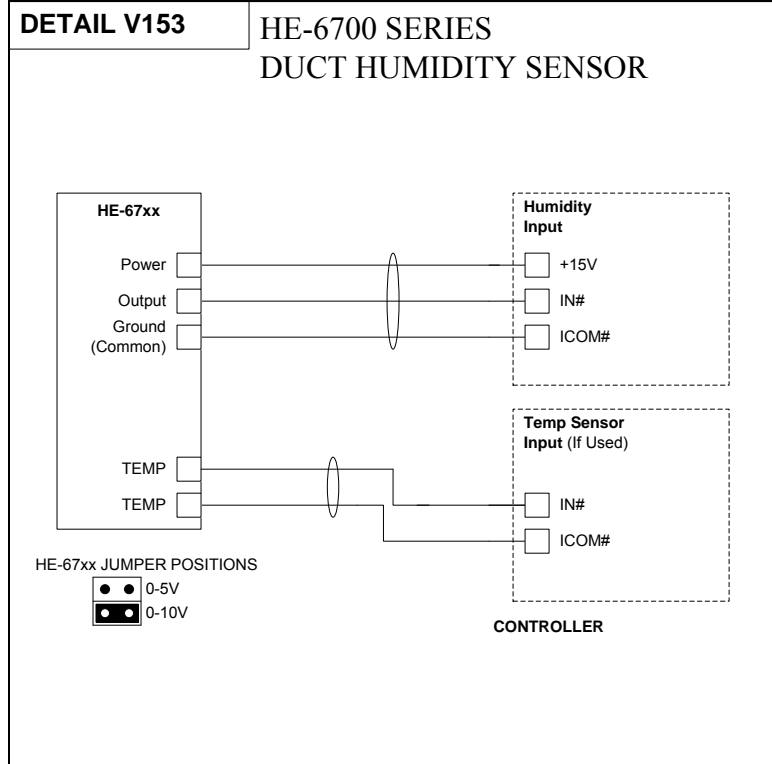 DETAIL V153
HE-6700 SERIES
DUCT HUMIDITY SENSOR
HE-67xx
Power
Output
Ground
(Common)
TEMP
TEMP
Humidity
Input
+15V
IN#
ICOM#
Temp Sensor
Input (If Used)
IN#
ICOM#
HE-67xx JUMPER POSITIONS
0-5V
0-10V
CONTROLLER